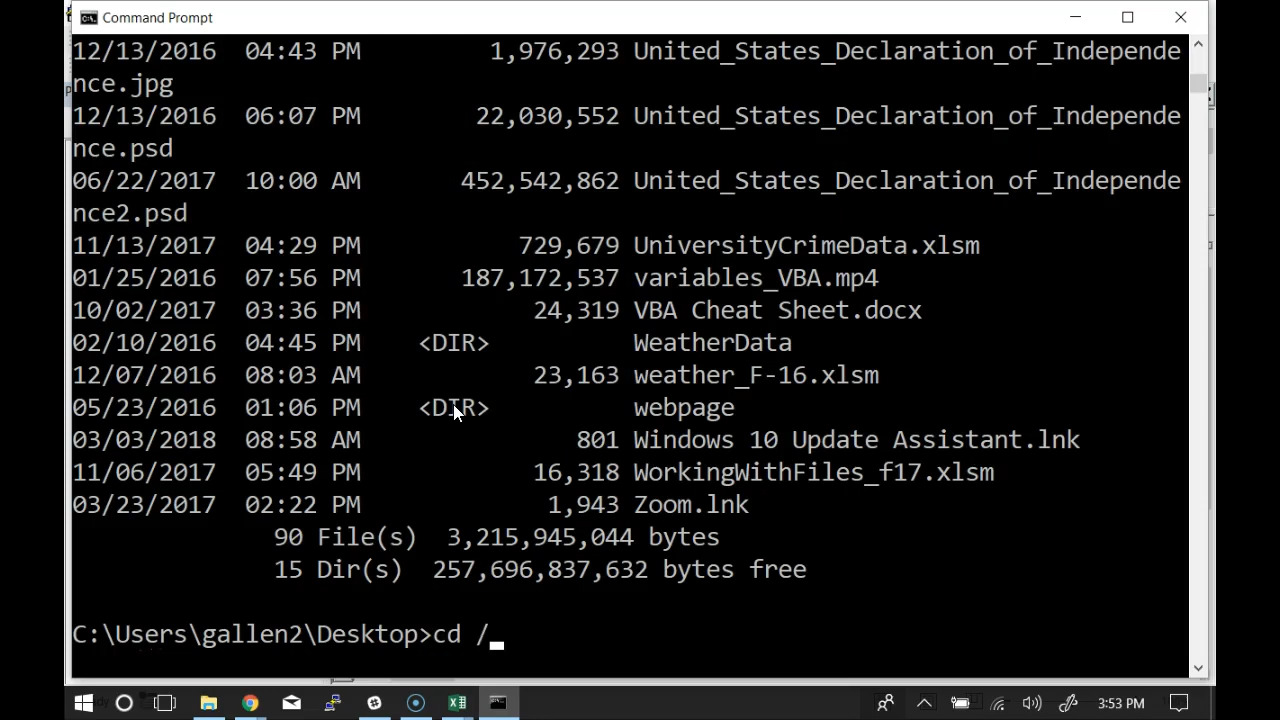 Command Prompt
12/13/2016  04:43 PM         1,976,293 United_States_Declaration_of_Independe
nce.jpg
12/13/2016  06:07 PM        22,030,552 United_States_Declaration_of_Independe
nce.psd
06/22/2017  10:00 AM       452,542,862 United_States_Declaration_of_Independe
nce2.psd
11/13/2017  04:29 PM           729,679 UniversityCrimeData.xlsm
01/25/2016  07:56 PM       187,172,537 variables_VBA.mp4
10/02/2017  03:36 PM            24,319 VBA Cheat Sheet.docx
02/10/2016  04:45 PM    <DIR>          WeatherData
12/07/2016  08:03 AM            23,163 weather_F-16.xlsm
05/23/2016  01:06 PM    <DIR>          webpage
03/03/2018  08:58 AM               801 Windows 10 Update Assistant.lnk
11/06/2017  05:49 PM            16,318 WorkingWithFiles_f17.xlsm
03/23/2017  02:22 PM             1,943 Zoom.lnk
              90 File(s)  3,215,945,044 bytes
              15 Dir(s)  257,696,837,632 bytes free
C:\Users\gallen2\Desktop>cd /
3:53 PM